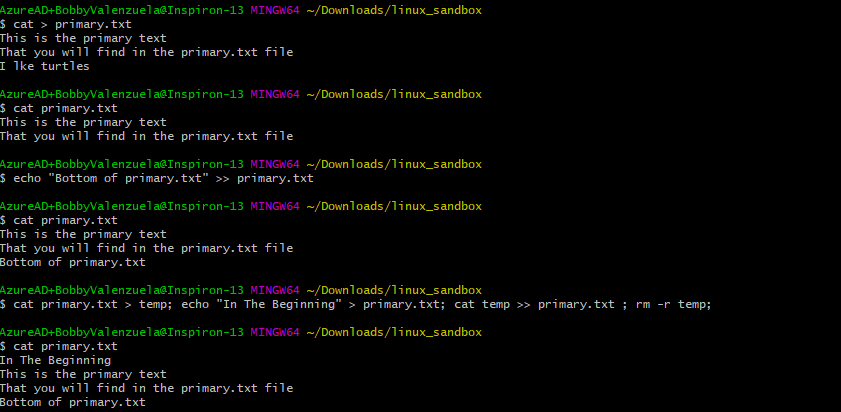 AzureAD+BobbyValenzuela@Inspiron-13 MINGW64 ~/Downloads/linux_sandbox
$ cat > primary.txt
This is the primary text
That you will find in the primary.txt file
I lke turtles
AzureAD+BobbyValenzuela@Inspiron-13 MINGW64 ~/Downloads/linux_sandbox
$ cat primary.txt
This is the primary text
That you will find in the primary.txt file
AzureAD+BobbyValenzuela@Inspiron-13 MINGW64 ~/Downloads/linux_sandbox
$ echo "Bottom of primary.txt" >> primary.txt
AzureAD+BobbyValenzuela@Inspiron-13 MINGW64 ~/Downloads/linux_sandbox
$ cat primary.txt
This is the primary text
That you will find in the primary.txt file
Bottom of primary.txt
AzureAD+BobbyValenzuela@Inspiron-13 MINGW64 ~/Downloads/linux_sandbox
$ cat primary.txt > temp; echo "In The Beginning" > primary.txt; cat temp >> primary.txt ; rm -r temp;
AzureAD+BobbyValenzuela@Inspiron-13 MINGW64 ~/Downloads/linux_sandbox
$ cat primary.txt
In The Beginning
This is the primary text
That you will find in the primary.txt file
Bottom of primary.txt